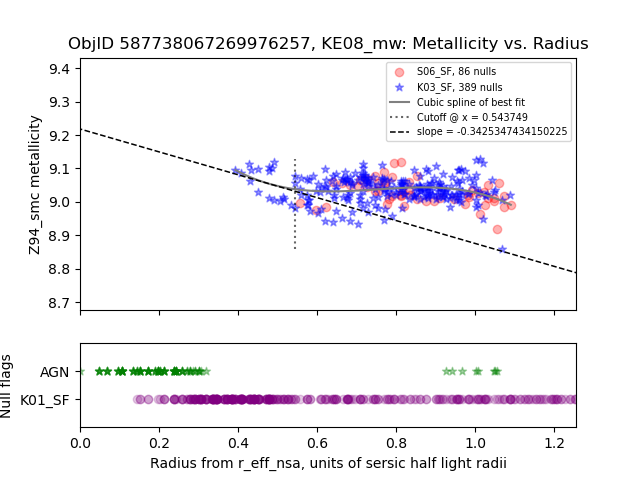 ObjID 587738067269976257, KE08_mw: Metallicity vs. Radius
9.4
9.3
9.2
9.1
9.0
8.9
8.8
8.7
Z94_smc metallicity
S06_SF, 86 nulls
K03_SF, 389 nulls
Cubic spline of best fit
Cutoff @ x = 0.543749
slope = -0.3425347434150225
Null flags
AGN
K01_SF
0.0 0.2 0.4 0.6 0.8 1.0 1.2
Radius from r_eff_nsa, units of sersic half light radii